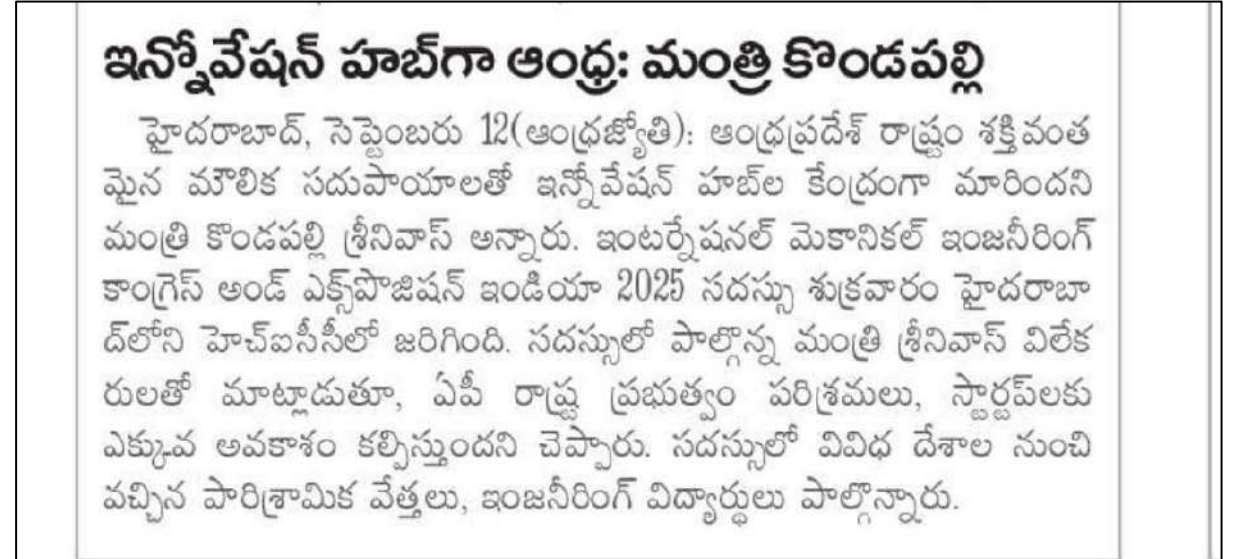 ఇన్నోవేషన్ హబ్‌గా ఆంధ్ర: మంత్రి కొండపల్లి
హైదరాబాద్, సెప్టెంబరు 12(ఆంధ్రజ్యోతి): ఆంధ్రప్రదేశ్ రాష్ట్రం శక్తివంత
మైన మౌలిక సదుపాయాలతో ఇన్నోవేషన్ హబ్‌ల కేంద్రంగా మారిందని
మంత్రి కొండపల్లి శ్రీనివాస్ అన్నారు. ఇంటర్నేషనల్ మెకానికల్ ఇంజనీరింగ్
కాంగ్రెస్ అండ్ ఎక్స్‌పొజిషన్ ఇండియా 2025 సదస్సు శుక్రవారం హైదరాబా
ద్‌లోని హెచ్ఐసీసీలో జరిగింది. సదస్సులో పాల్గొన్న మంత్రి శ్రీనివాస్ విలేక
రులతో మాట్లాడుతూ, ఏపీ రాష్ట్ర ప్రభుత్వం పరిశ్రమలు, స్టార్టప్‌లకు
ఎక్కువ అవకాశం కల్పిస్తుందని చెప్పారు. సదస్సులో వివిధ దేశాల నుంచి
వచ్చిన పారిశ్రామిక వేత్తలు, ఇంజనీరింగ్ విద్యార్థులు పాల్గొన్నారు.